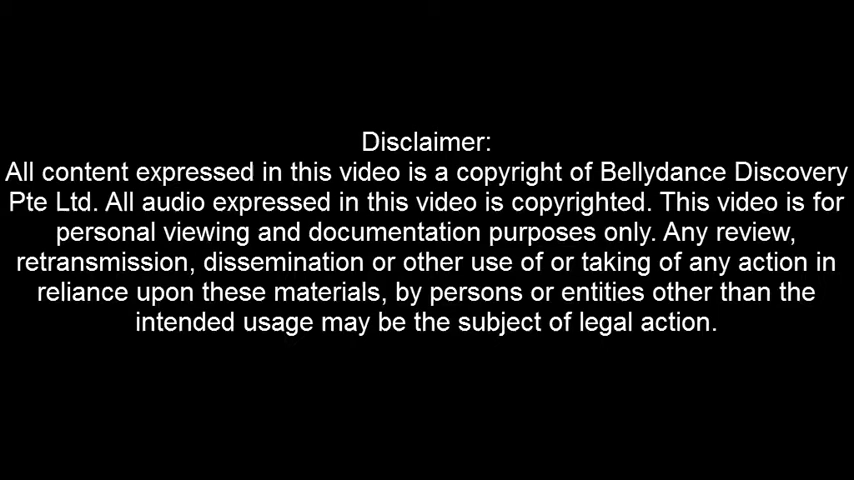 Disclaimer:
All content expressed in this video is a copyright of Bellydance Discovery
Pte Ltd. All audio expressed in this video is copyrighted. This video is for
personal viewing and documentation purposes only. Any review,
retransmission, dissemination or other use of or taking of any action in
reliance upon these materials, by persons or entities other than the
intended usage may be the subject of legal action.